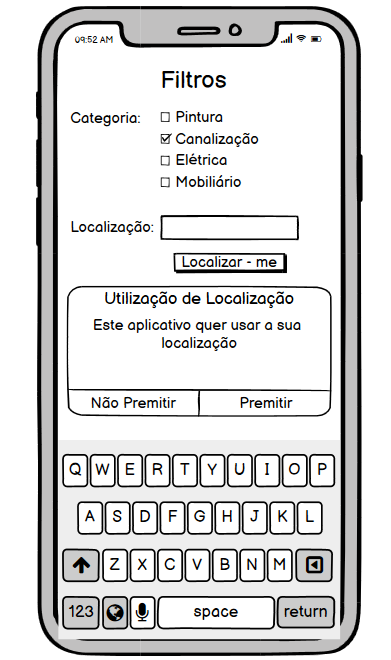 09:52 AM
Filtros
Categoria:
Pintura
Canalização
Elétrica
Mobiliário
Localização:
Localizar - me
Utilização de Localização
Este aplicativo quer usar a sua
localização
Não Premitir Premitir
Q W E R T Y U I O P
A S D F G H J K L
Z X C V B N M
123 space return